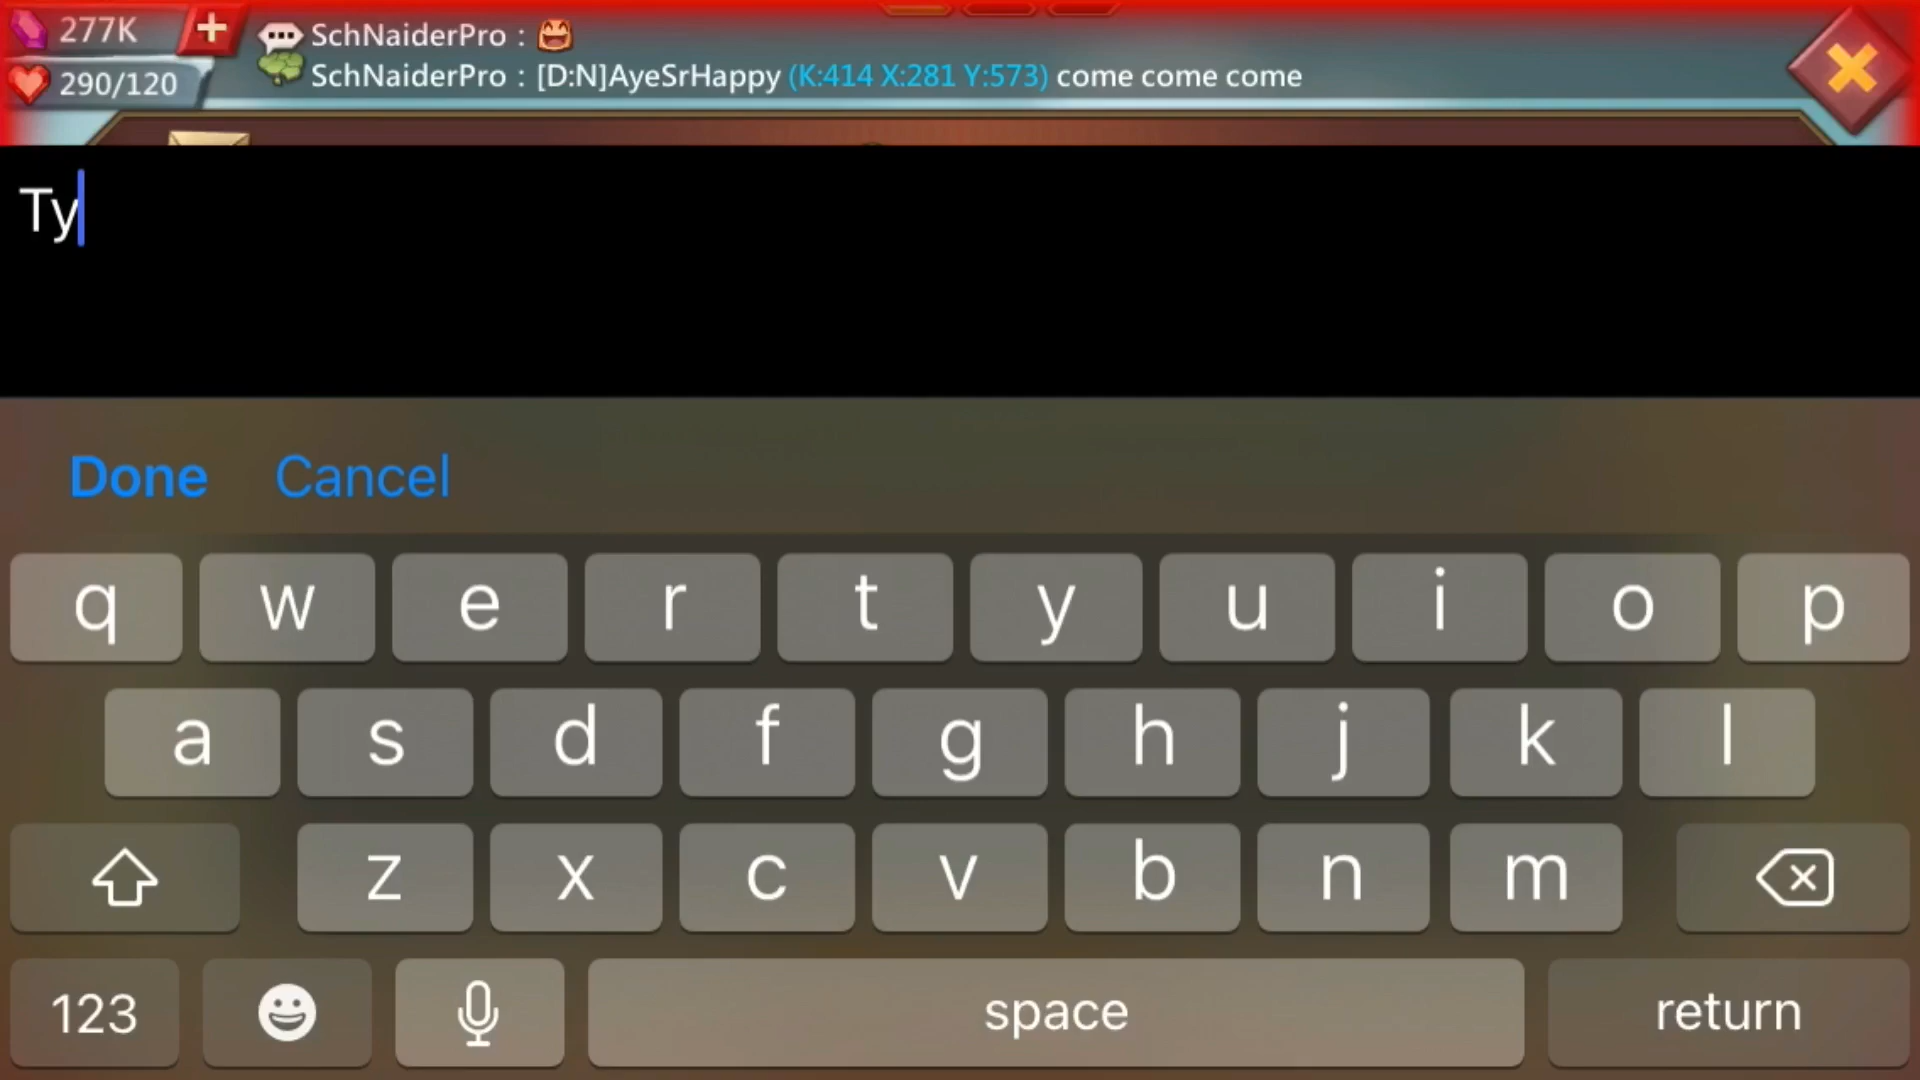 277K
290/120
SchNaiderPro :
SchNaiderPro : [D:N]AyeSrHappy (K:414 X:281 Y:573) come come come
Ty
Done Cancel
q w e r t y u i o p
a s d f g h j k l
z x c v b n m
123 space return